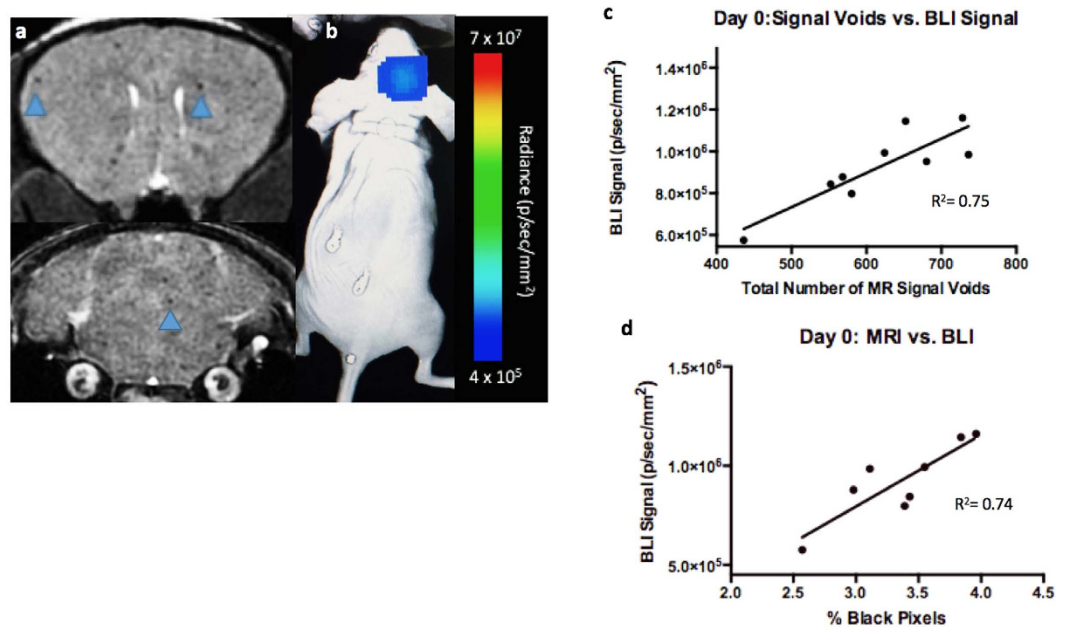 a
b
7 x 10⁷
Radiance (p/sec/mm²)
4 x 10⁵
c
Day 0:Signal Voids vs. BLI Signal
BLI Signal (p/sec/mm²)
1.4×10⁶
1.2×10⁶
1.0×10⁶
8.0×10⁵
6.0×10⁵
R²= 0.75
400 500 600 700 800
Total Number of MR Signal Voids
d
Day 0: MRI vs. BLI
BLI Signal (p/sec/mm²)
1.5×10⁶
1.0×10⁶
5.0×10⁵
R²= 0.74
2.0 2.5 3.0 3.5 4.0 4.5
% Black Pixels